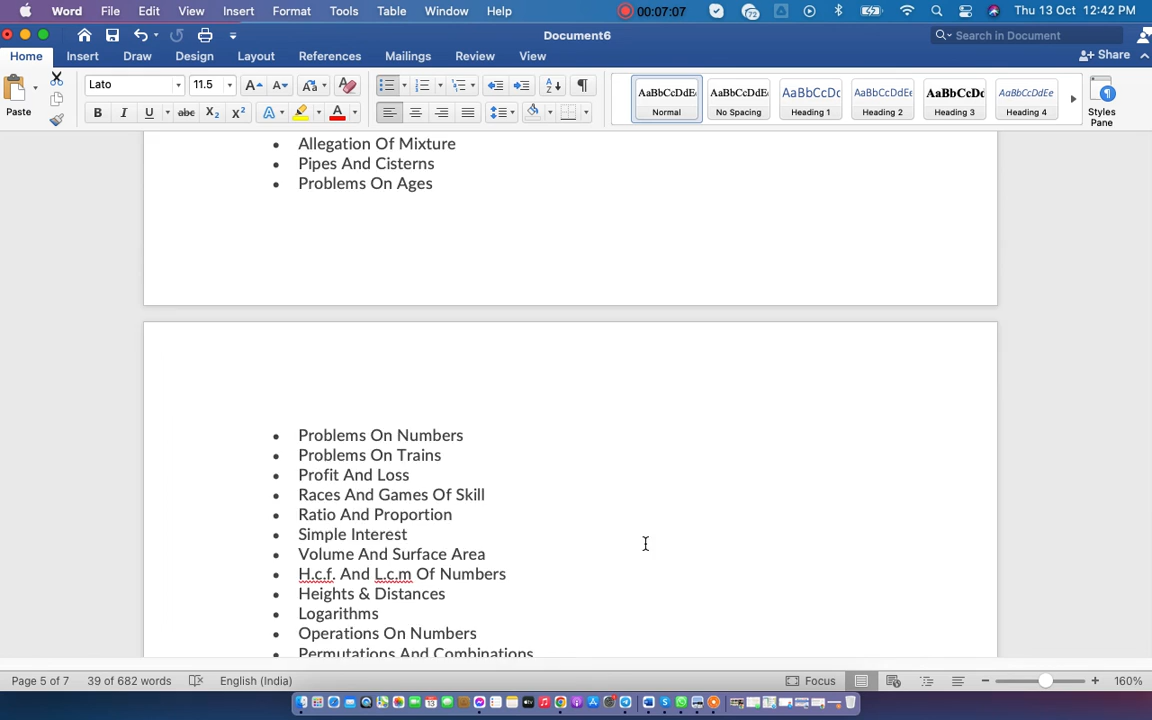 Word File Edit View Insert Format Tools Table Window Help 00:07:07 72 Thu 13 Oct 12:42 PM
Document6
Search in Document
Home Insert Draw Design Layout References Mailings Review View
Share
Paste
Lato 11.5
AaBbCcDdEe AaBbCcDdEe AaBbCcDc AaBbCcDdEe AaBbCcDc AaBbCcDdEe
Normal No Spacing Heading 1 Heading 2 Heading 3 Heading 4
Styles
Pane
• Allegation Of Mixture
• Pipes And Cisterns
• Problems On Ages
• Problems On Numbers
• Problems On Trains
• Profit And Loss
• Races And Games Of Skill
• Ratio And Proportion
• Simple Interest
• Volume And Surface Area
• H.c.f. And L.c.m Of Numbers
• Heights & Distances
• Logarithms
• Operations On Numbers
• Permutations And Combinations
Page 5 of 7 39 of 682 words English (India) Focus 160%